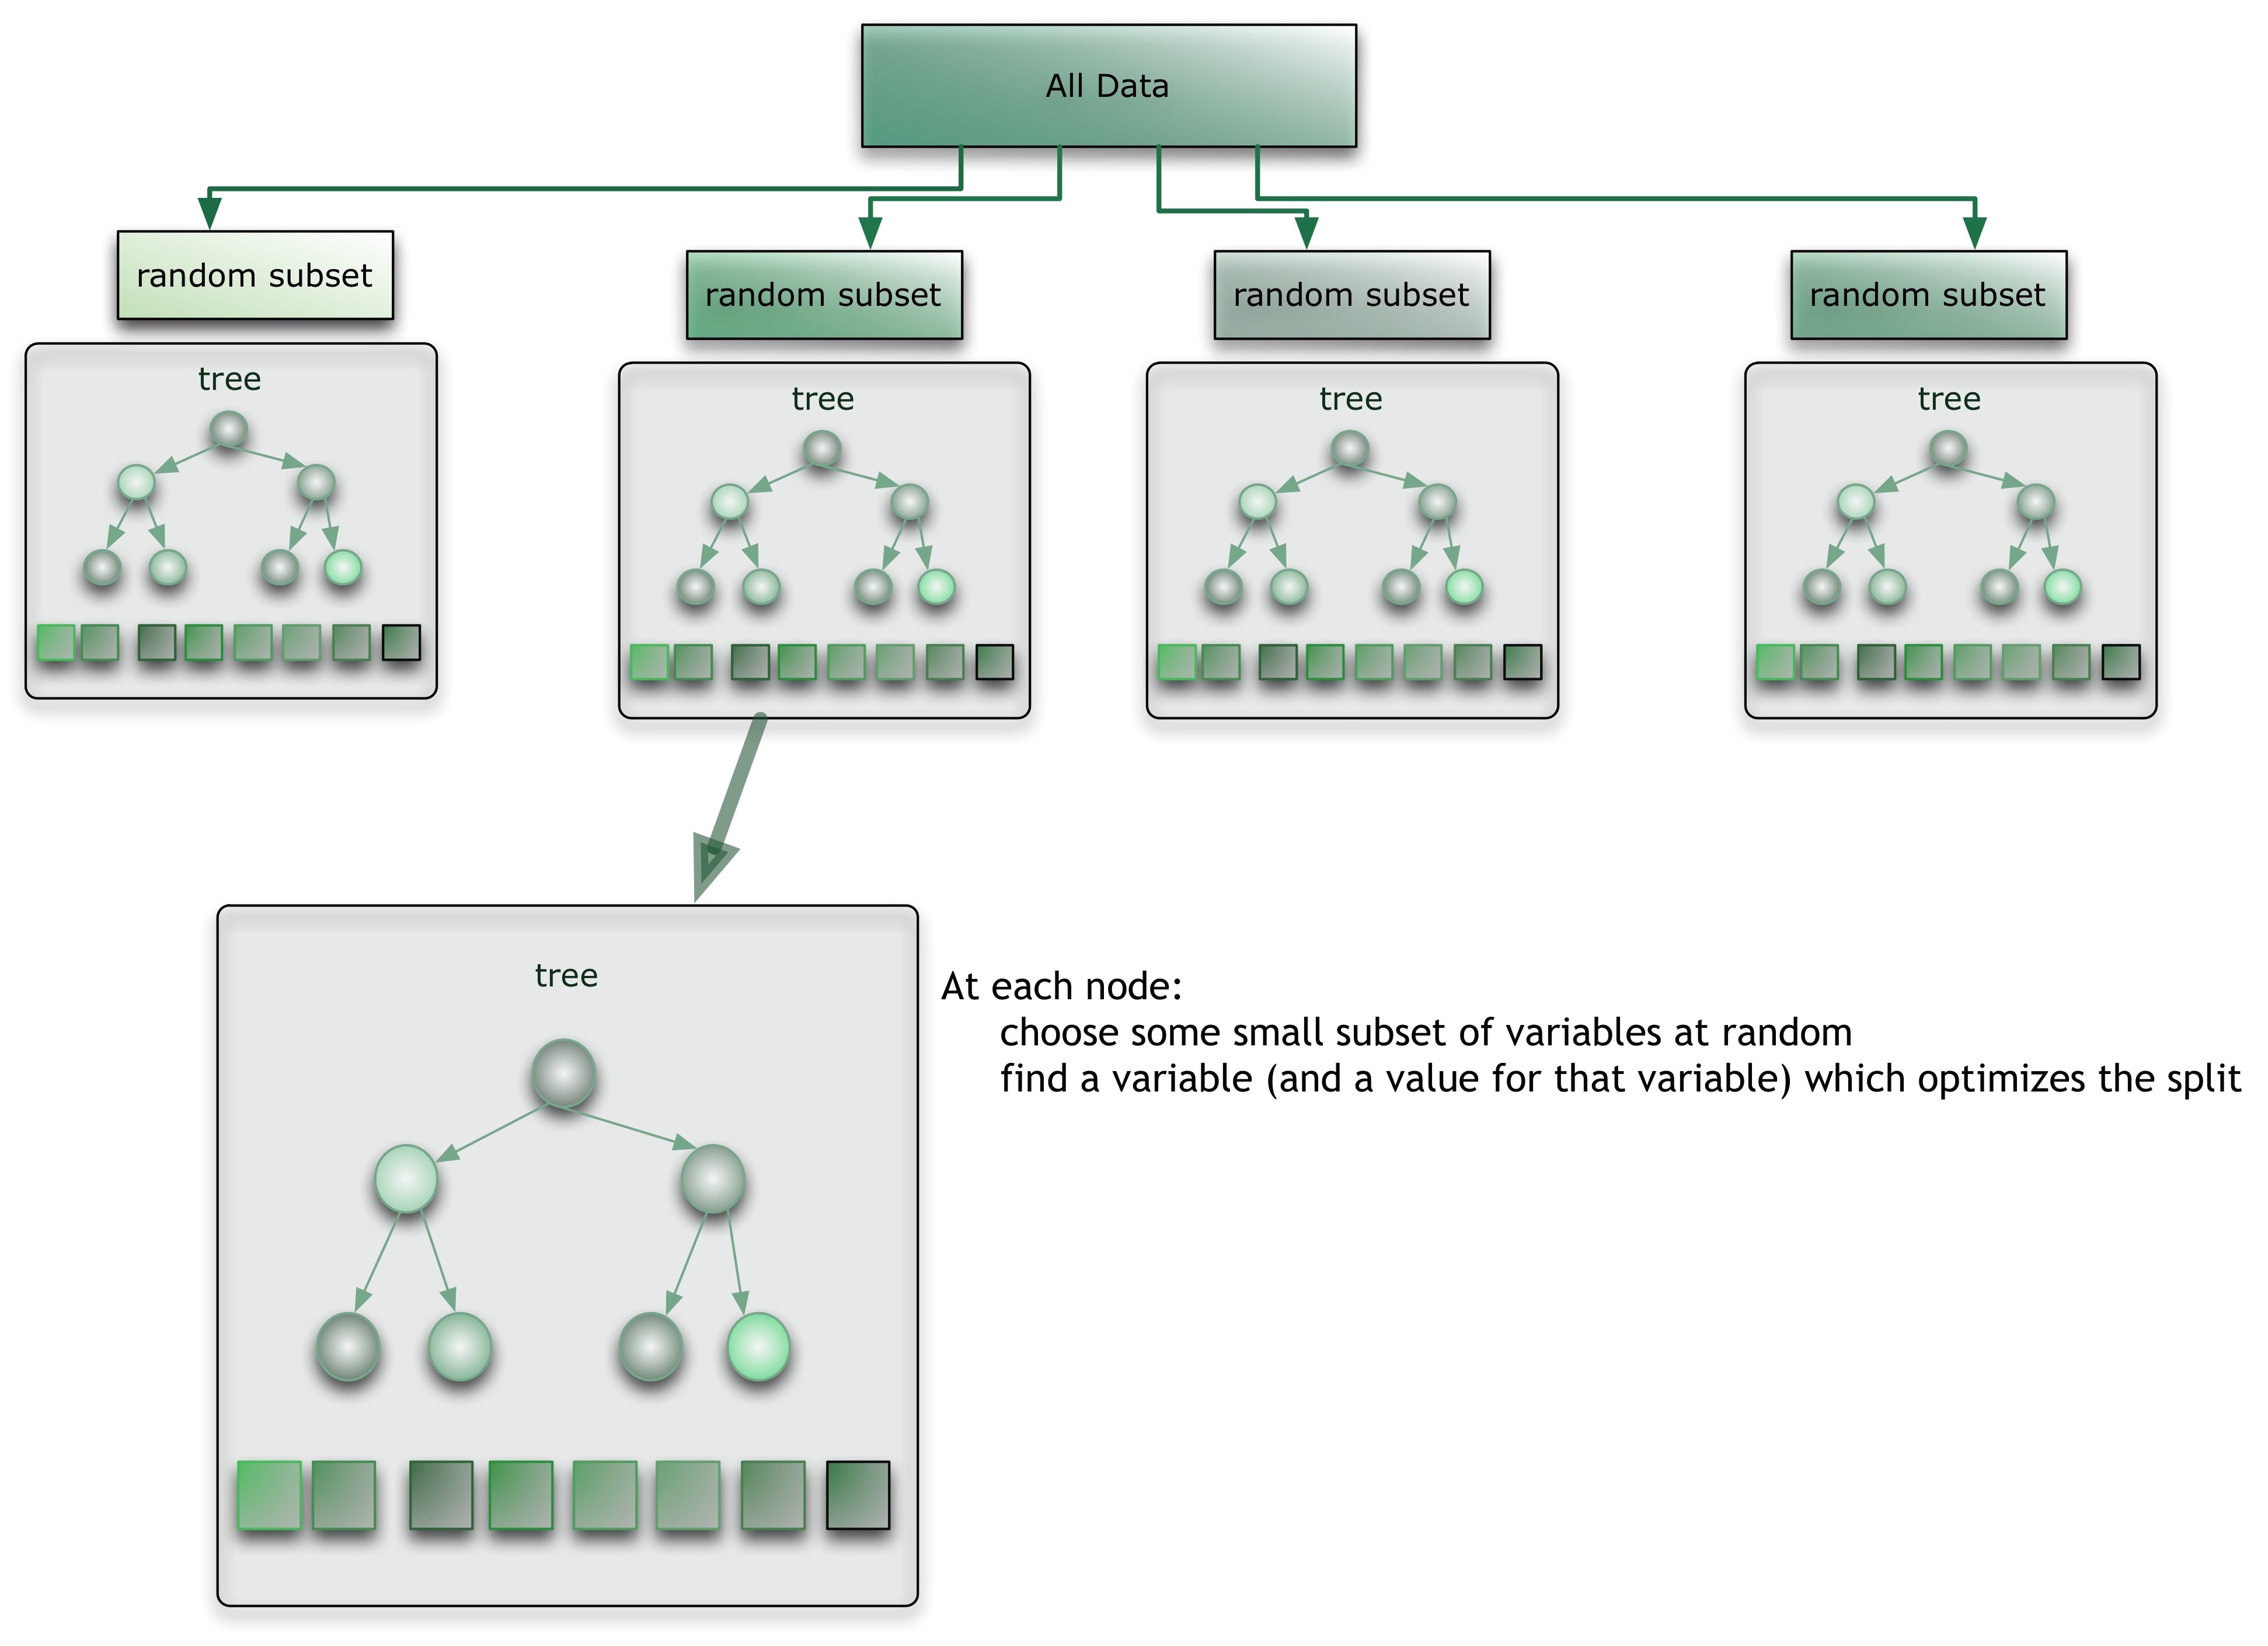 All Data
random subset
random subset
random subset
random subset
tree
tree
tree
tree
tree
At each node:
choose some small subset of variables at random
find a variable (and a value for that variable) which optimizes the split